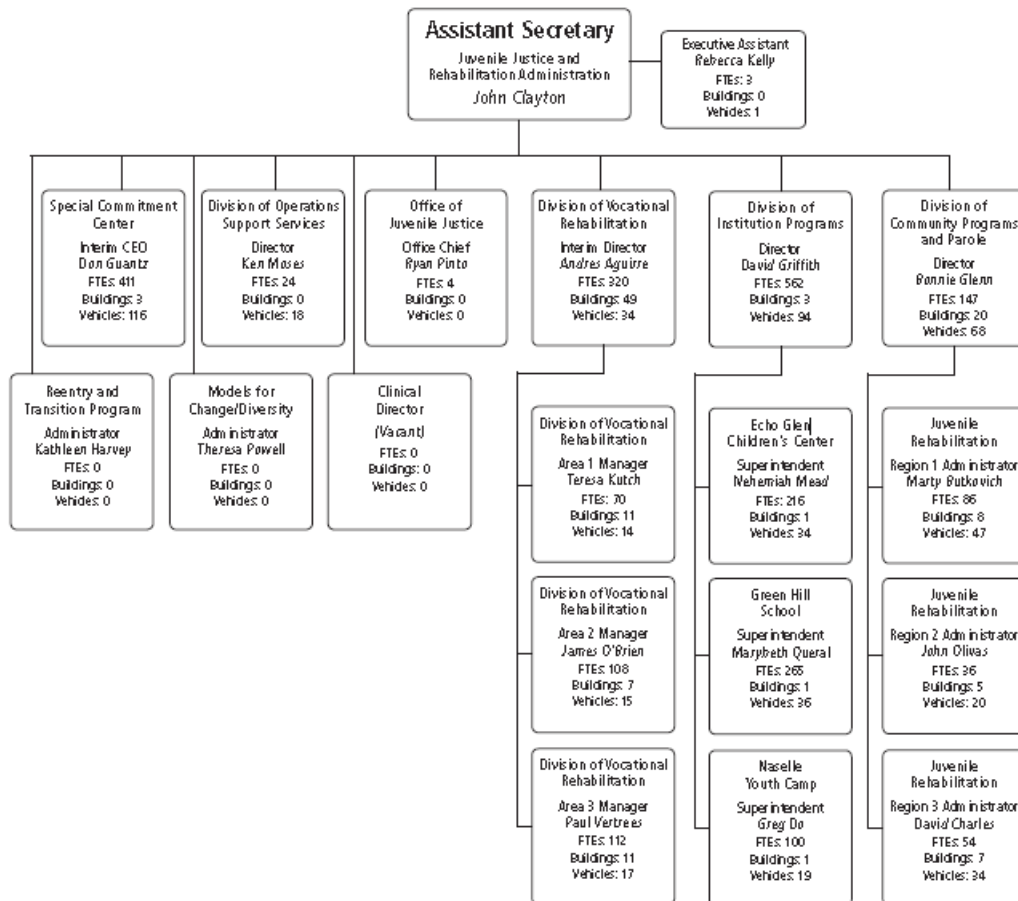 Assistant Secretary
Juvenile Justice and
Rehabilitation Administration
John Clayton
Executive Assistant
Rebecca Kelly
FTEs: 3
Buildings: 0
Vehicles: 1
Special Commitment
Center
Interim CEO
Don Guantz
FTEs: 411
Buildings: 3
Vehicles: 116
Division of Operations
Support Services
Director
Ken Moses
FTEs: 24
Buildings: 0
Vehicles: 18
Office of
Juvenile Justice
Office Chief
Ryan Pinto
FTEs: 4
Buildings: 0
Vehicles: 0
Division of Vocational
Rehabilitation
Interim Director
Andres Aguirre
FTEs: 320
Buildings: 49
Vehicles: 34
Division of
Institution Programs
Director
David Griffith
FTEs: 562
Buildings: 3
Vehicles: 94
Division of
Community Programs
and Parole
Director
Bonnie Glenn
FTEs: 147
Buildings: 20
Vehicles: 68
Reentry and
Transition Program
Administrator
Kathleen Harvey
FTEs: 0
Buildings: 0
Vehicles: 0
Models for
Change/Diversity
Administrator
Theresa Powell
FTEs: 0
Buildings: 0
Vehicles: 0
Clinical
Director
(Vacant)
FTEs: 0
Buildings: 0
Vehicles: 0
Division of Vocational
Rehabilitation
Area 1 Manager
Teresa Kutch
FTEs: 70
Buildings: 11
Vehicles: 14
Echo Glen
Children's Center
Superintendent
Nehemiah Mead
FTEs: 216
Buildings: 1
Vehicles: 34
Juvenile
Rehabilitation
Region 1 Administrator
Marty Butkovich
FTEs: 86
Buildings: 8
Vehicles: 47
Division of Vocational
Rehabilitation
Area 2 Manager
James O'Brien
FTEs: 108
Buildings: 7
Vehicles: 15
Green Hill
School
Superintendent
Marybeth Queral
FTEs: 265
Buildings: 1
Vehicles: 36
Juvenile
Rehabilitation
Region 2 Administrator
John Olivas
FTEs: 36
Buildings: 5
Vehicles: 20
Division of Vocational
Rehabilitation
Area 3 Manager
Paul Vertrees
FTEs: 112
Buildings: 11
Vehicles: 17
Naselle
Youth Camp
Superintendent
Greg Do
FTEs: 100
Buildings: 1
Vehicles: 19
Juvenile
Rehabilitation
Region 3 Administrator
David Charles
FTEs: 54
Buildings: 7
Vehicles: 34